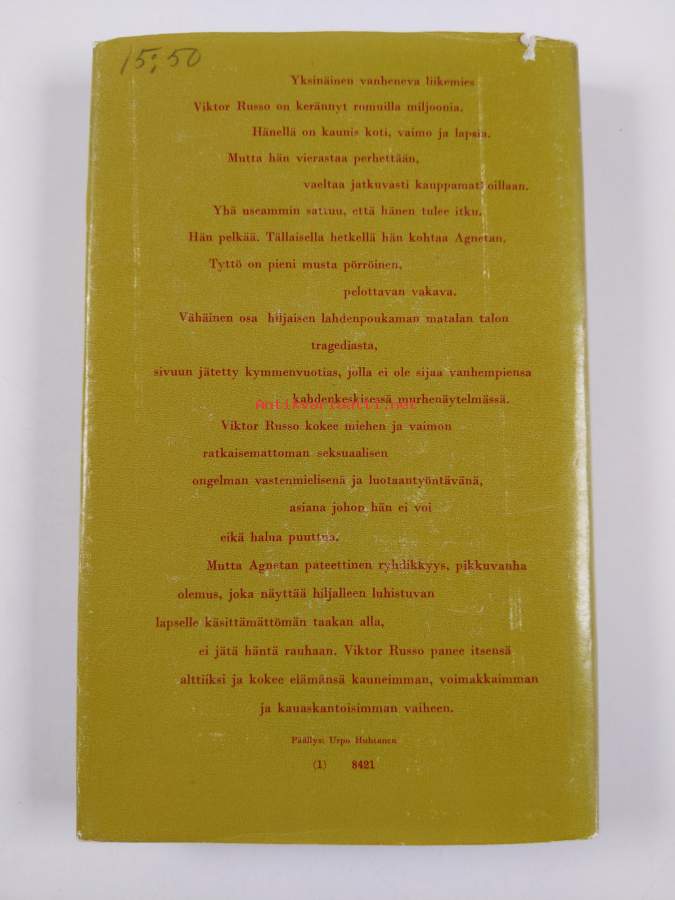 15:50
Yksinäinen vanheneva liikemies
Viktor Russo on kerännyt romuilla miljoonia.
Hänellä on kaunis koti, vaimo ja lapsia.
Mutta hän vierastaa perhettään,
vaeltaa jatkuvasti kauppamatkoillaan.
Yhä useammin sattuu, että hänen tulee itku.
Hän pelkää. Tällaisella hetkellä hän kohtaa Agnetan.
Tyttö on pieni musta pörröinen,
pelottavan vakava.
Vähäinen osa hiljaisen lahdenpoukaman matalan talon
tragediasta,
sivuun jätetty kymmenvuotias, jolla ei ole sijaa vanhempiensa
kahdenkeskisessä murhenäytelmässä.
Antikvariaatti.net
Viktor Russo kokee miehen ja vaimon
ratkaisemattoman seksuaalisen
ongelman vastenmielisenä ja luotaantyöntävänä,
asiana johon hän ei voi
eikä halua puuttua.
Mutta Agnetan pateettinen ryhdikkyys, pikkuvanha
olemus, joka näyttää hiljalleen luhistuvan
lapselle käsittämättömän taakan alla,
ei jätä häntä rauhaan. Viktor Russo panee itsensä
alttiiksi ja kokee elämänsä kauneimman, voimakkaimman
ja kauaskantoisimman vaiheen.
Päällys: Urpo Huhtanen
(1) 8421